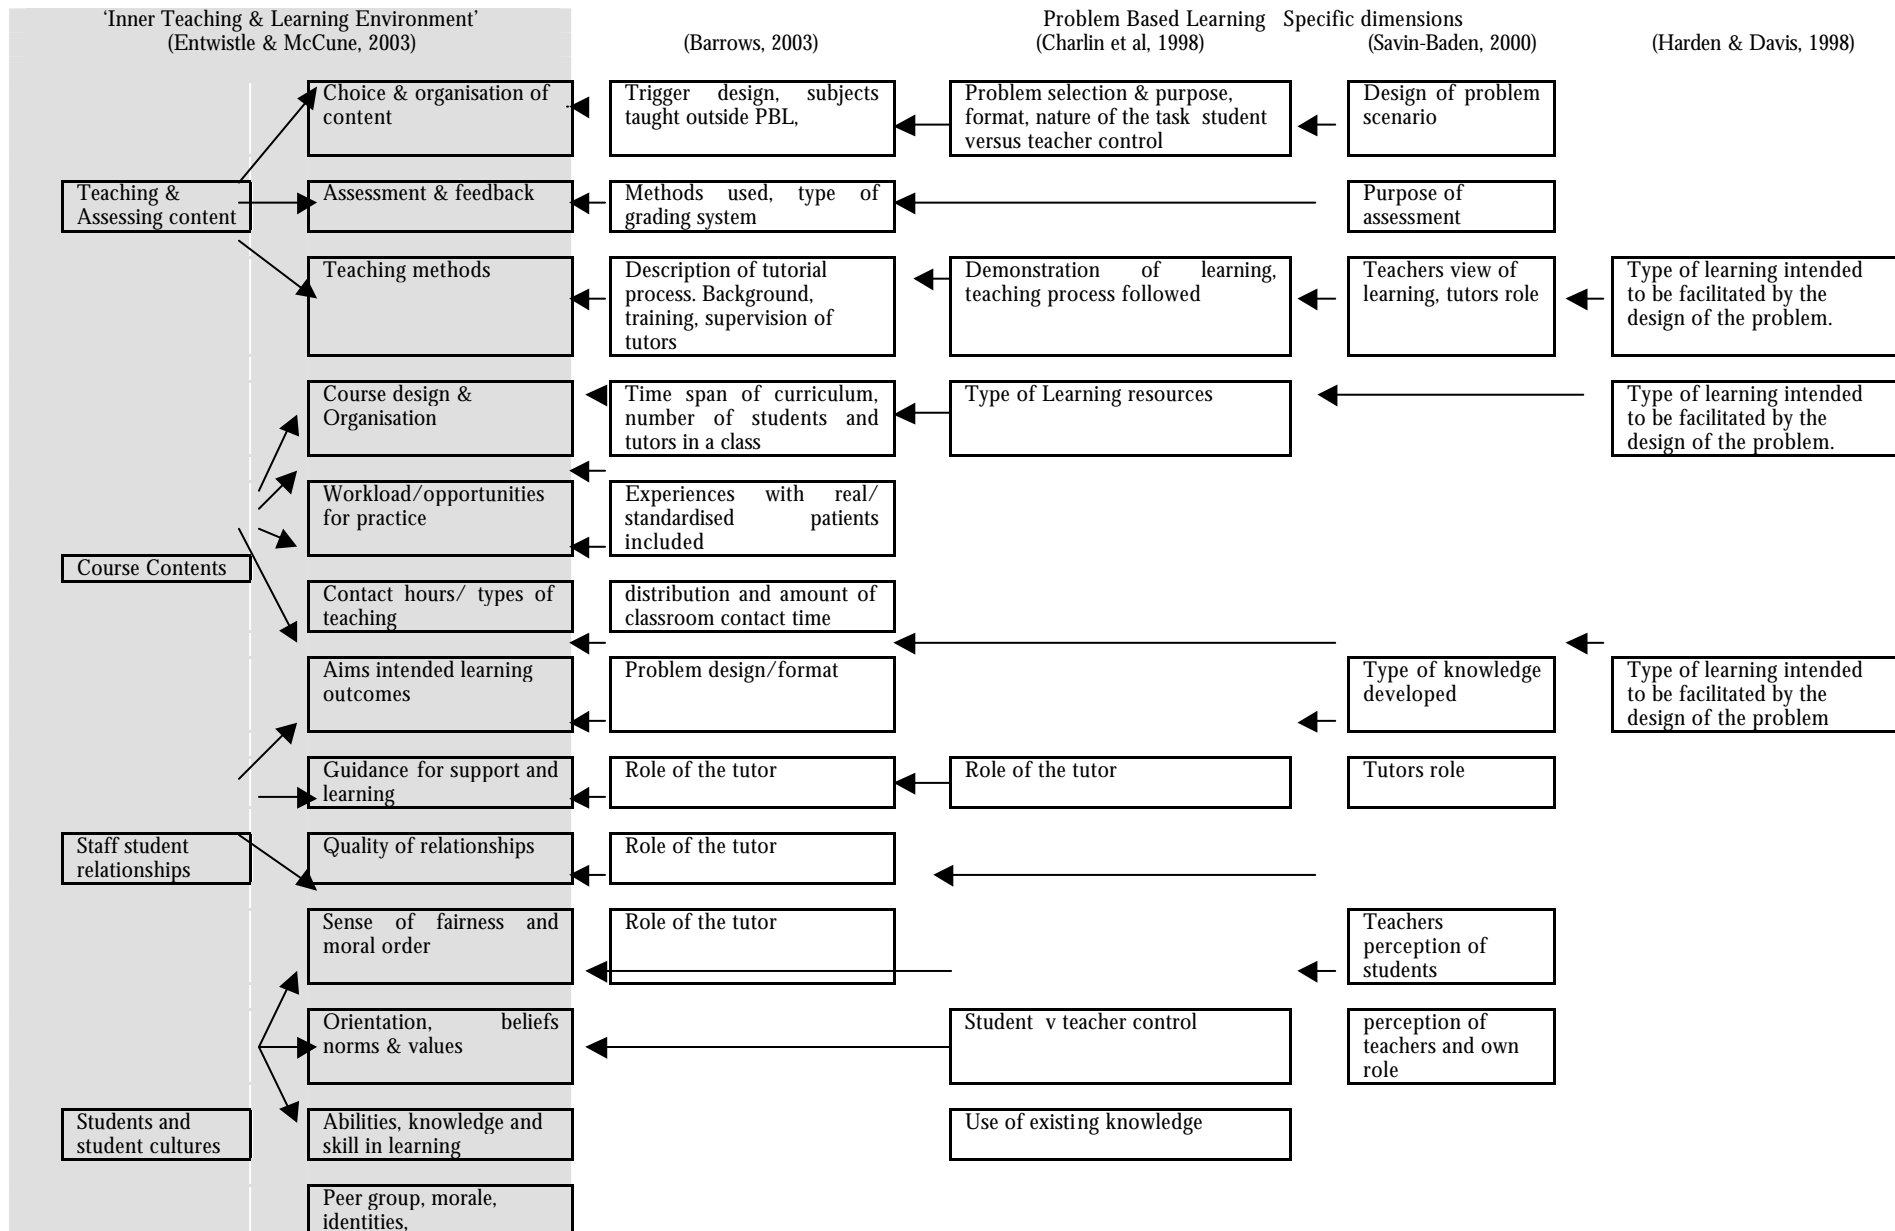 ‘Inner Teaching & Learning Environment’
(Entwistle & McCune, 2003)
Problem Based Learning Specific dimensions
(Barrows, 2003)
(Charlin et al, 1998)
(Savin-Baden, 2000)
(Harden & Davis, 1998)
Choice & organisation of
content
Trigger design, subjects
taught outside PBL,
Problem selection & purpose,
format, nature of the task student
versus teacher control
Design of problem
scenario
Teaching &
Assessing content
Assessment & feedback
Methods used, type of
grading system
Purpose of
assessment
Teaching methods
Description of tutorial
process. Background,
training, supervision of
tutors
Demonstration of learning,
teaching process followed
Teachers view of
learning, tutors role
Type of learning intended
to be facilitated by the
design of the problem.
Course design &
Organisation
Time span of curriculum,
number of students and
tutors in a class
Type of Learning resources
Type of learning intended
to be facilitated by the
design of the problem.
Workload/opportunities
for practice
Experiences with real/
standardised patients
included
Course Contents
Contact hours/ types of
teaching
distribution and amount of
classroom contact time
Aims intended learning
outcomes
Problem design/format
Type of knowledge
developed
Type of learning intended
to be facilitated by the
design of the problem
Guidance for support and
learning
Role of the tutor
Role of the tutor
Tutors role
Staff student
relationships
Quality of relationships
Role of the tutor
Sense of fairness and
moral order
Role of the tutor
Teachers
perception of
students
Orientation, beliefs
norms & values
Student v teacher control
perception of
teachers and own
role
Students and
student cultures
Abilities, knowledge and
skill in learning
Use of existing knowledge
Peer group, morale,
identities,